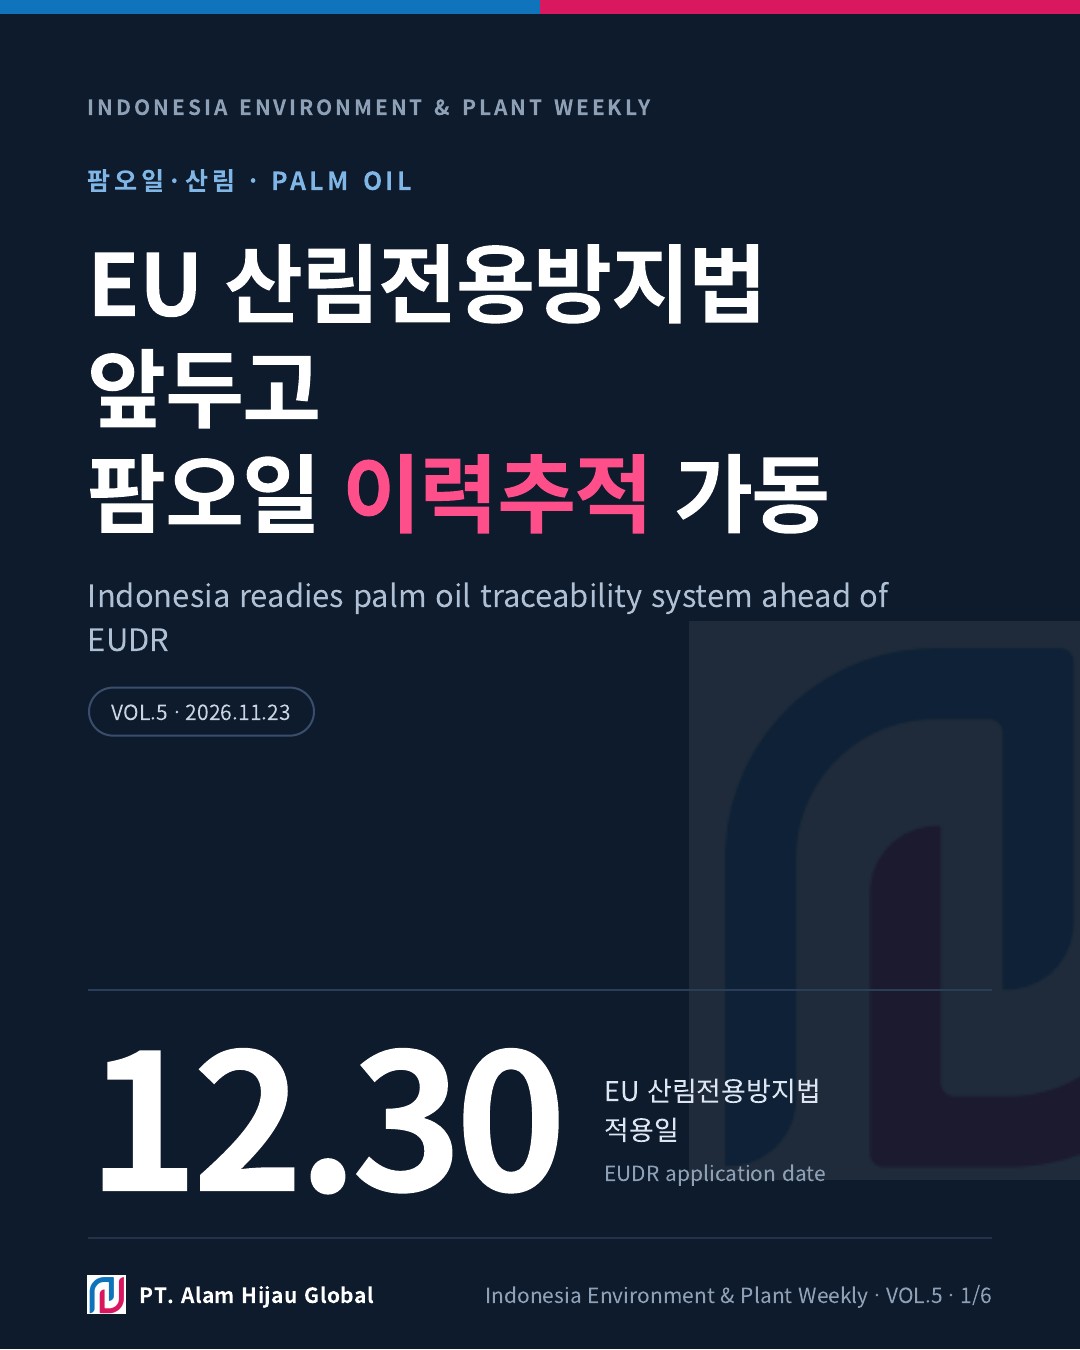 INDONESIA ENVIRONMENT & PLANT WEEKLY
팜오일·산림 · PALM OIL
EU 산림전용방지법
앞두고
팜오일 이력추적 가동
Indonesia readies palm oil traceability system ahead of
EUDR
VOL.5 · 2026.11.23
12.30
EU 산림전용방지법
적용일
EUDR application date
PT. Alam Hijau Global
Indonesia Environment & Plant Weekly · VOL.5 · 1/6